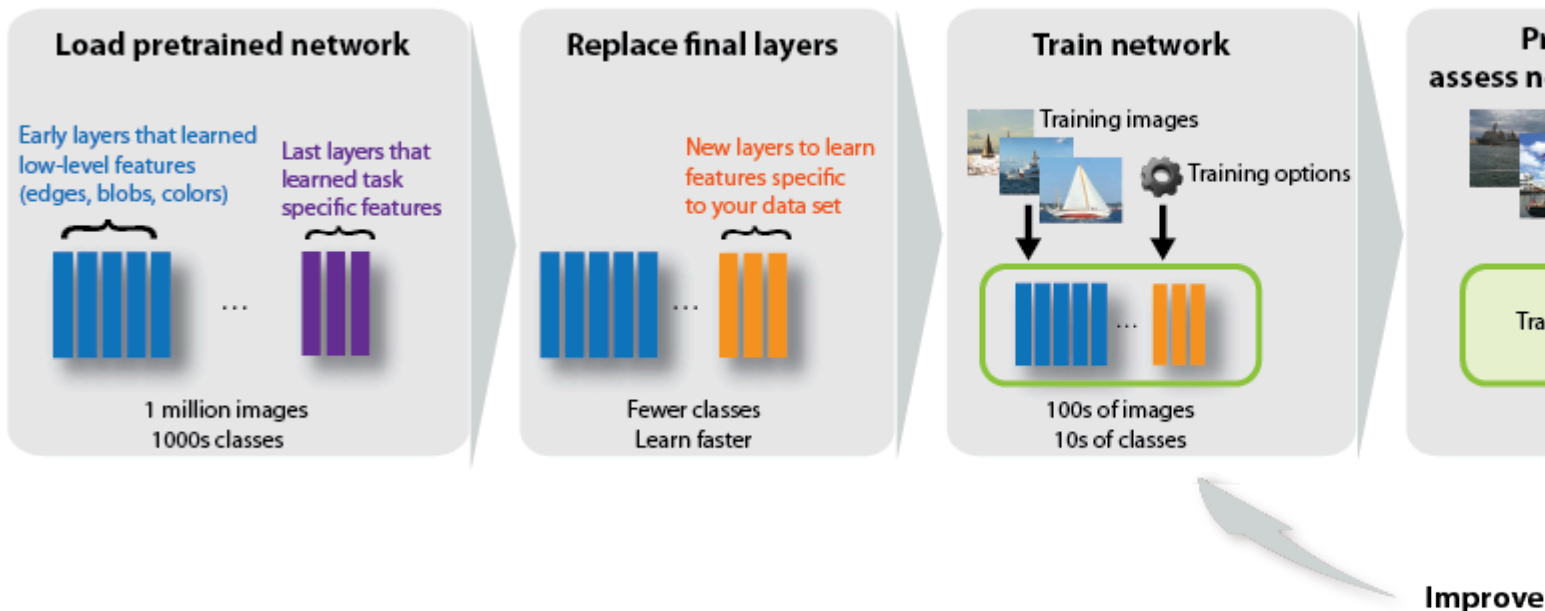 Load pretrained network
Early layers that learned
low-level features
(edges, blobs, colors)
Last layers that
learned task
specific features
...
1 million images
1000s classes
Replace final layers
New layers to learn
features specific
to your data set
...
Fewer classes
Learn faster
Train network
Training images
Training options
...
100s of images
10s of classes
assess
Improve